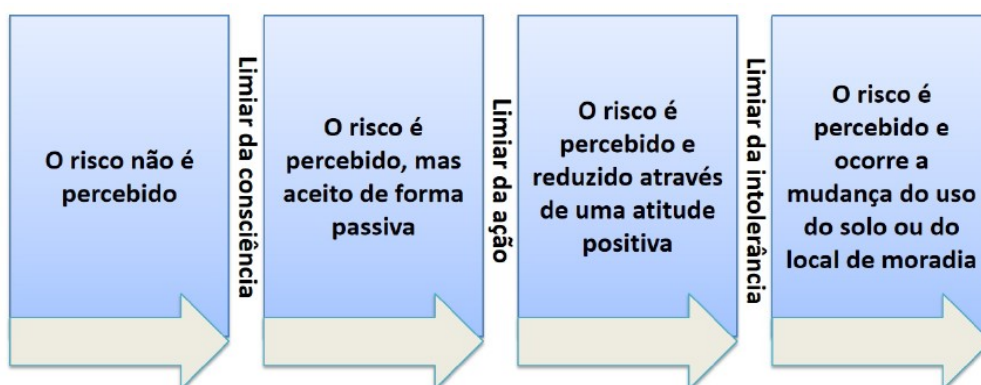 O risco não é
percebido
Limiar da consciência
O risco é
percebido, mas
aceito de forma
passiva
Limiar da ação
O risco é
percebido e
reduzido através
de uma atitude
positiva
Limiar da intolerância
O risco é
percebido e
ocorre a
mudança do uso
do solo ou do
local de moradia